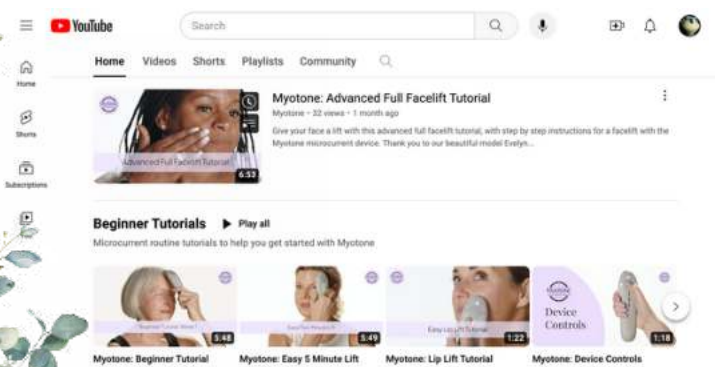 YouTube
Search
Home Videos Shorts Playlists Community
Home
Shorts
Subscriptions
Myotone: Advanced Full Facelift Tutorial
Myotone • 32 views • 1 month ago
Give your face a lift with this advanced full facelift tutorial, with step by step instructions for a facelift with the
Myotone microcurrent device. Thank you to our beautiful model Evelyn...
Advanced Full Facelift Tutorial
6:53
Beginner Tutorials Play all
Microcurrent routine tutorials to help you get started with Myotone
5:48
5:49
Easy Lip Lift Tutorial
1:22
Myotone
Device
Controls
1:18
Myotone: Beginner Tutorial
Myotone: Easy 5 Minute Lift
Myotone: Lip Lift Tutorial
Myotone: Device Controls